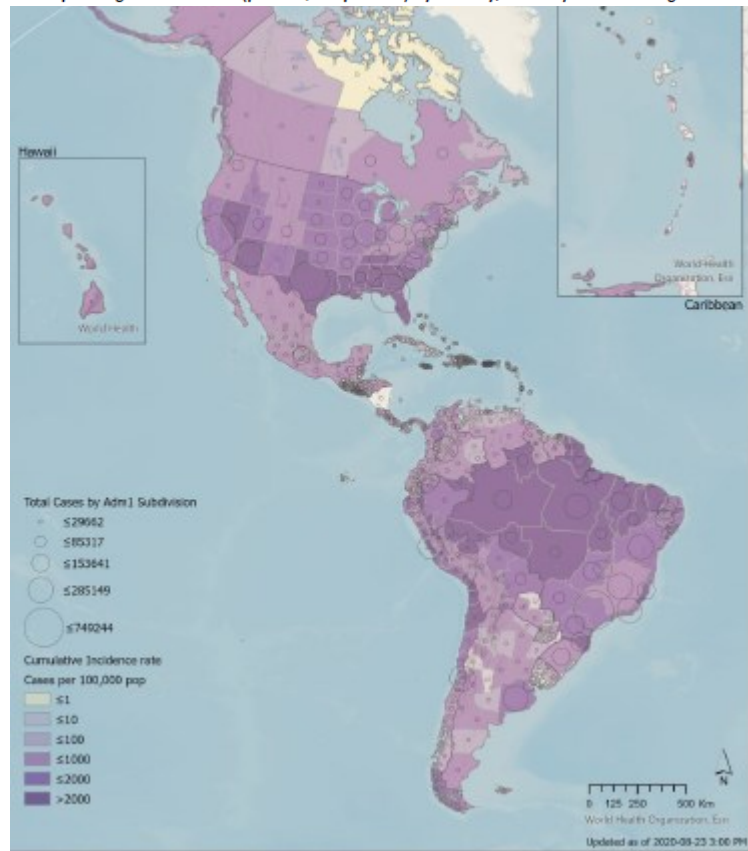 Hawaii
World Health
World Health
Organization, Esri
Caribbean
Total Cases by Adm1 Subdivision
≤29662
≤85317
≤153641
≤285149
≤749244
Cumulative Incidence rate
Cases per 100,000 pop
≤1
≤10
≤100
≤1000
≤2000
>2000
N
0 125 250 500 Km
World Health Organization, Esri
Updated as of 2020-08-23 3:00 PM